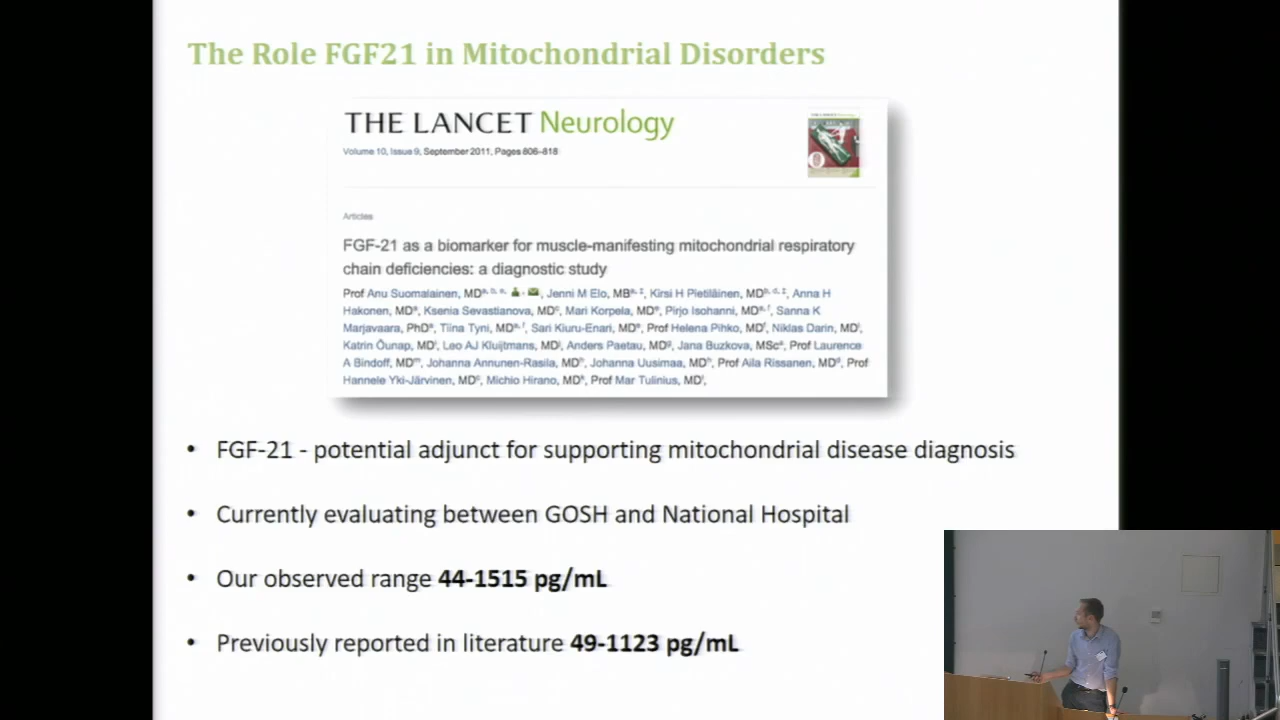 The Role FGF21 in Mitochondrial Disorders
THE LANCET Neurology
Volume 10, Issue 9, September 2011, Pages 806–818
Articles
FGF-21 as a biomarker for muscle-manifesting mitochondrial respiratory
chain deficiencies: a diagnostic study
Prof Anu Suomalainen, MD, Jenni M Elo, MB, Kirsi H Pietiläinen, MD, Anna H
Hakonen, MD, Ksenia Sevastianova, MD, Mari Korpela, MD, Pirjo Isohanni, MD, Sanna K
Marjavaara, PhD, Tiina Tyni, MD, Sari Kiuru-Enari, MD, Prof Helena Pihko, MD, Niklas Darin, MD,
Katrin Õunap, MD, Leo AJ Kluijtmans, MD, Anders Paetau, MD, Jana Buzkova, MSc, Prof Laurence
A Bindoff, MD, Johanna Annunen-Rasila, MD, Johanna Uusimaa, MD, Prof Aila Rissanen, MD, Prof
Hannele Yki-Järvinen, MD, Michio Hirano, MD, Prof Mar Tulinius, MD,
• FGF-21 - potential adjunct for supporting mitochondrial disease diagnosis
• Currently evaluating between GOSH and National Hospital
• Our observed range 44-1515 pg/mL
• Previously reported in literature 49-1123 pg/mL